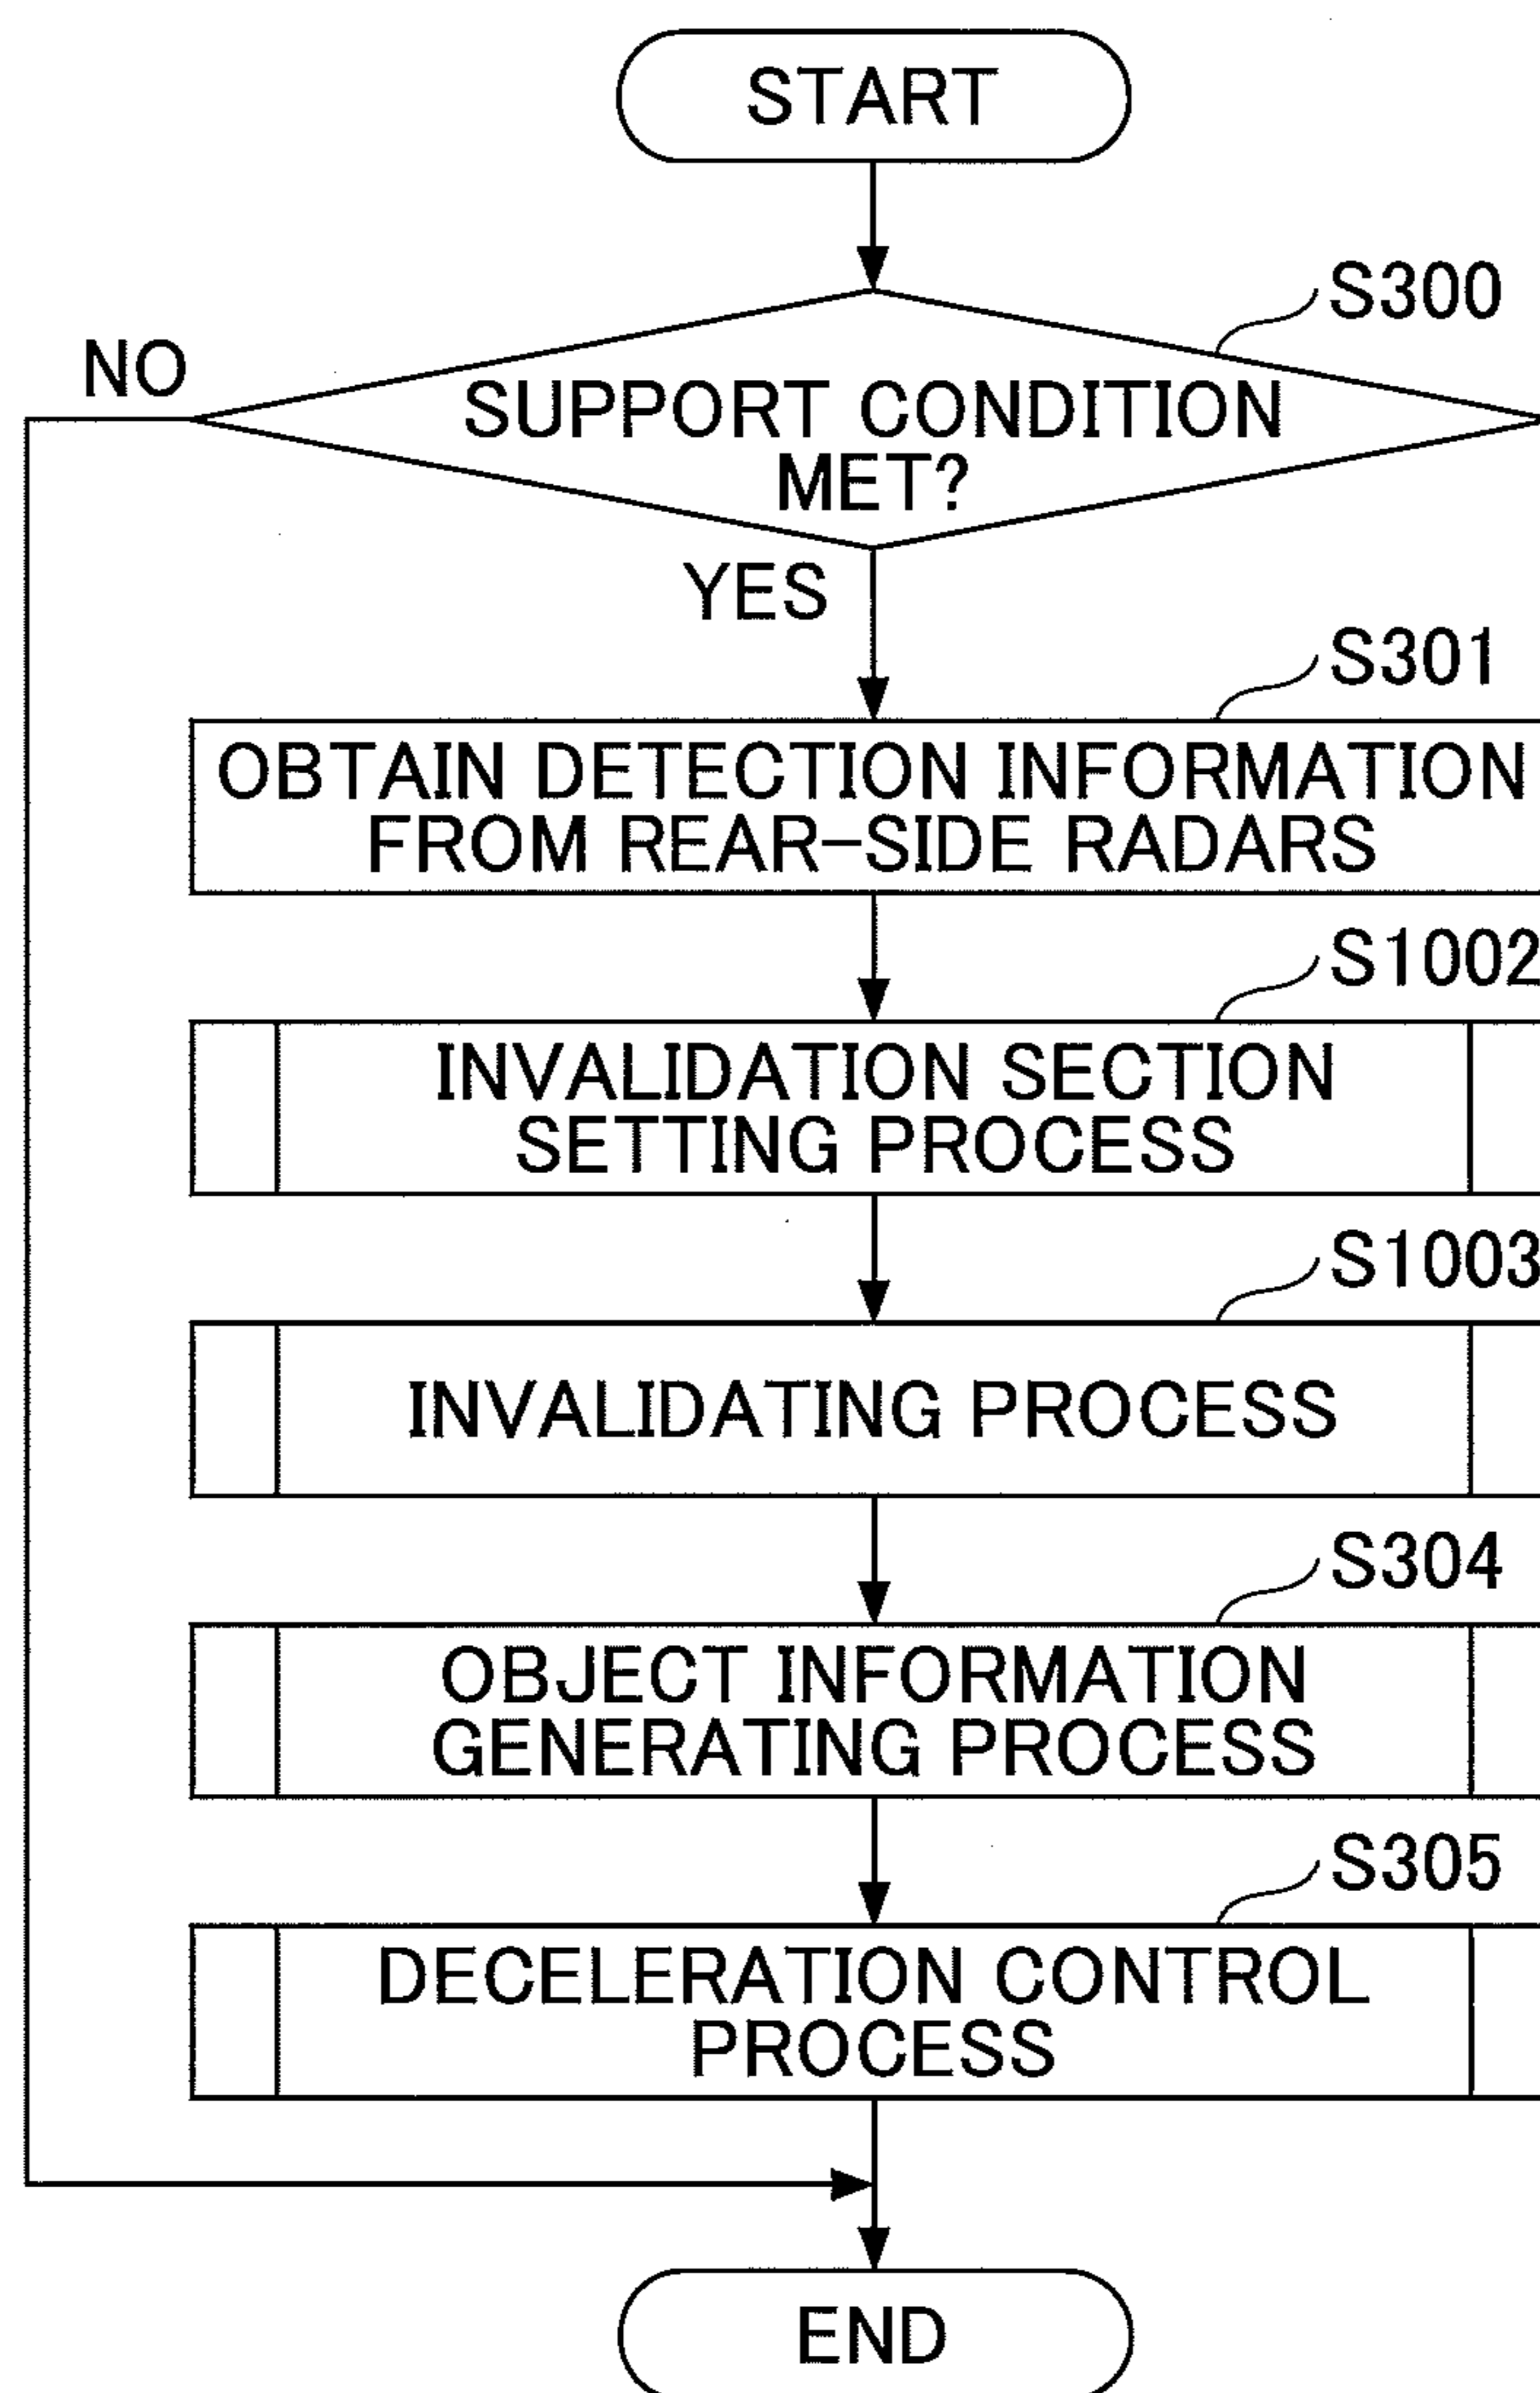 START
S300
NO
SUPPORT CONDITION
MET?
YES
S301
OBTAIN DETECTION INFORMATION
FROM REAR-SIDE RADARS
S1002
INVALIDATION SECTION
SETTING PROCESS
S1003
INVALIDATING PROCESS
S304
OBJECT INFORMATION
GENERATING PROCESS
S305
DECELERATION CONTROL
PROCESS
END